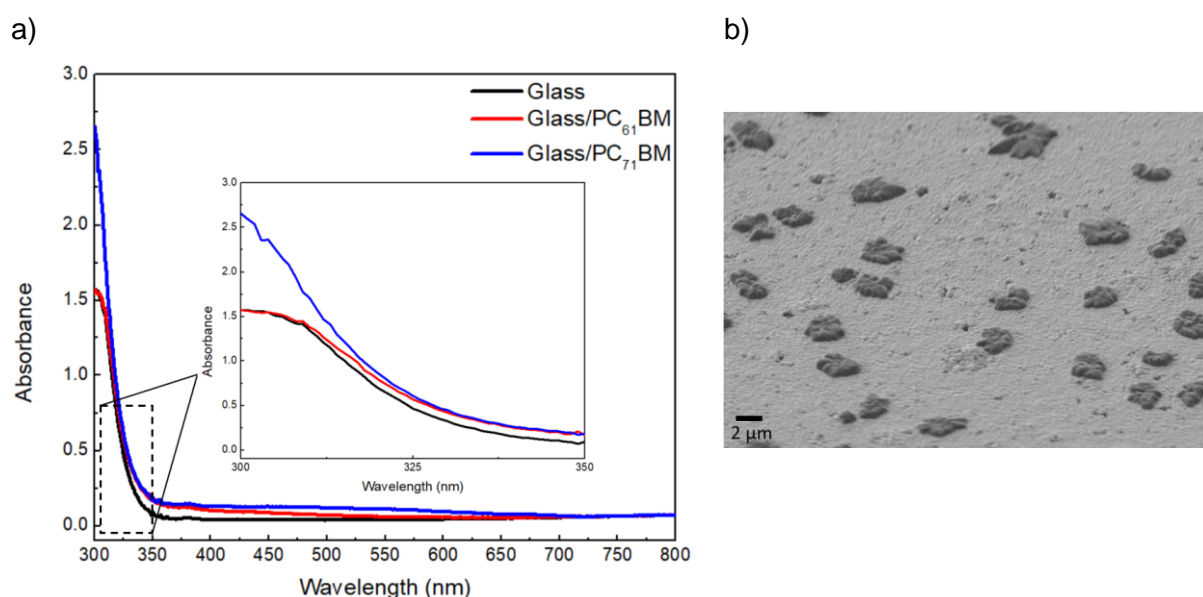 a)
b)
3.0
2.5
2.0
1.5
1.0
0.5
0.0
Absorbance
300 350 400 450 500 550 600 650 700 750 800
Wavelength (nm)
Glass
Glass/PC₆₁BM
Glass/PC₇₁BM
3.0
2.5
2.0
1.5
1.0
0.5
0.0
Absorbance
300 325 350
Wavelength (nm)
2 µm